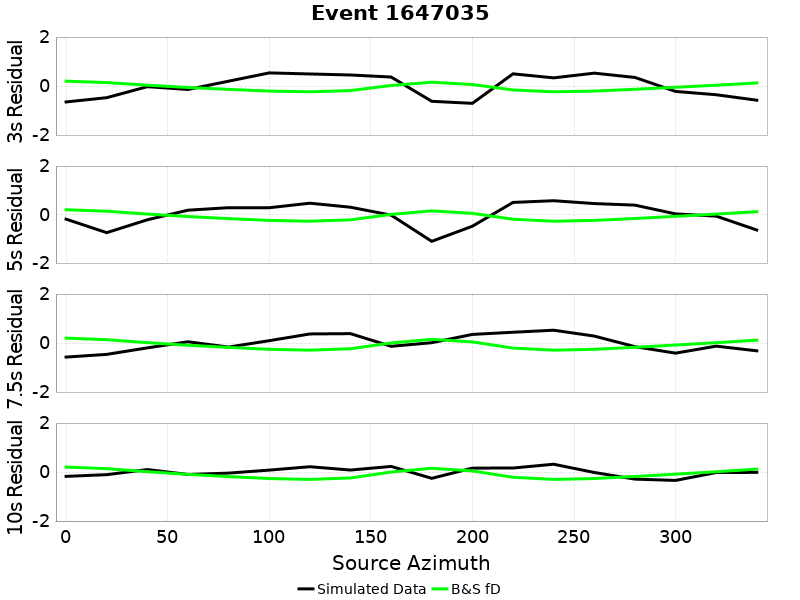 Event 1647035
3s Residual
2
0
-2
5s Residual
2
0
-2
7.5s Residual
2
0
-2
10s Residual
2
0
-2
0 50 100 150 200 250 300
Source Azimuth
Simulated Data B&S fD